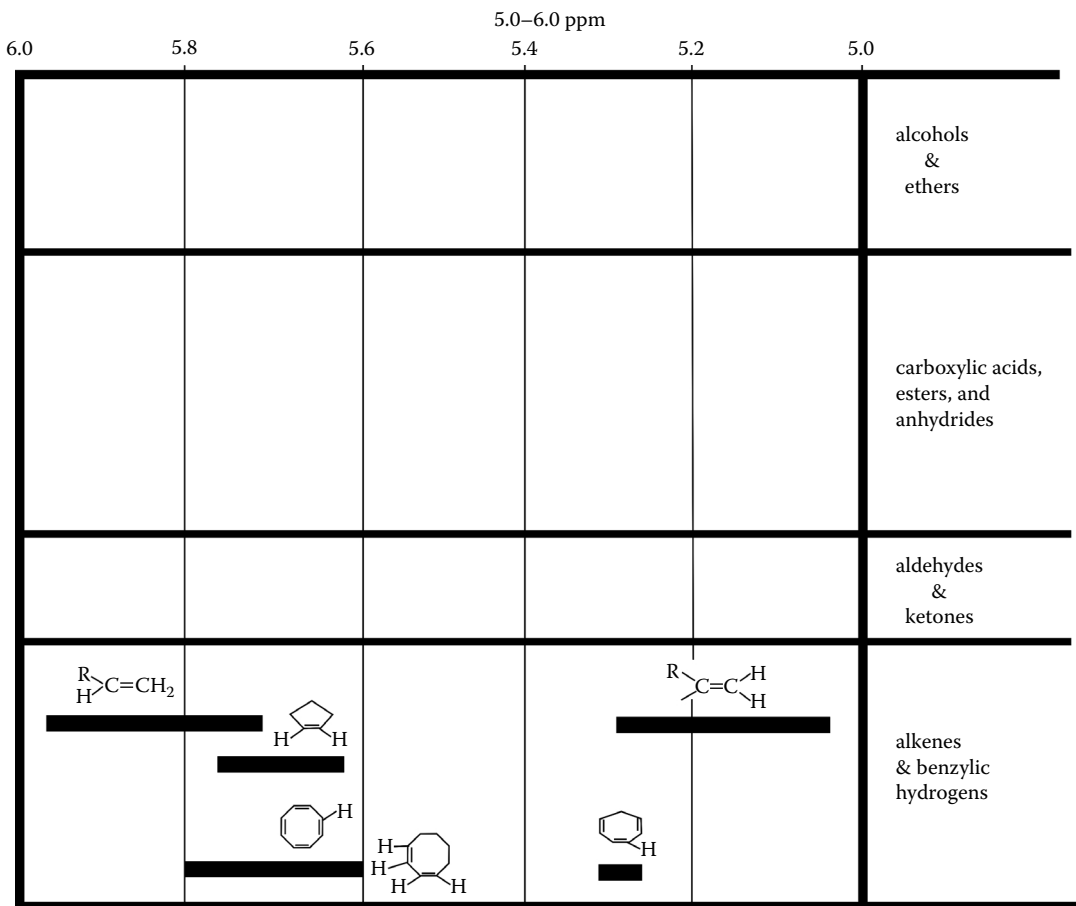 5.0–6.0 ppm
6.0 5.8 5.6 5.4 5.2 5.0
alcohols
&
ethers
carboxylic acids,
esters, and
anhydrides
aldehydes
&
ketones
R
H C=CH₂
H H
R H
C=C
H
alkenes
& benzylic
hydrogens
H
H
H
H H
H